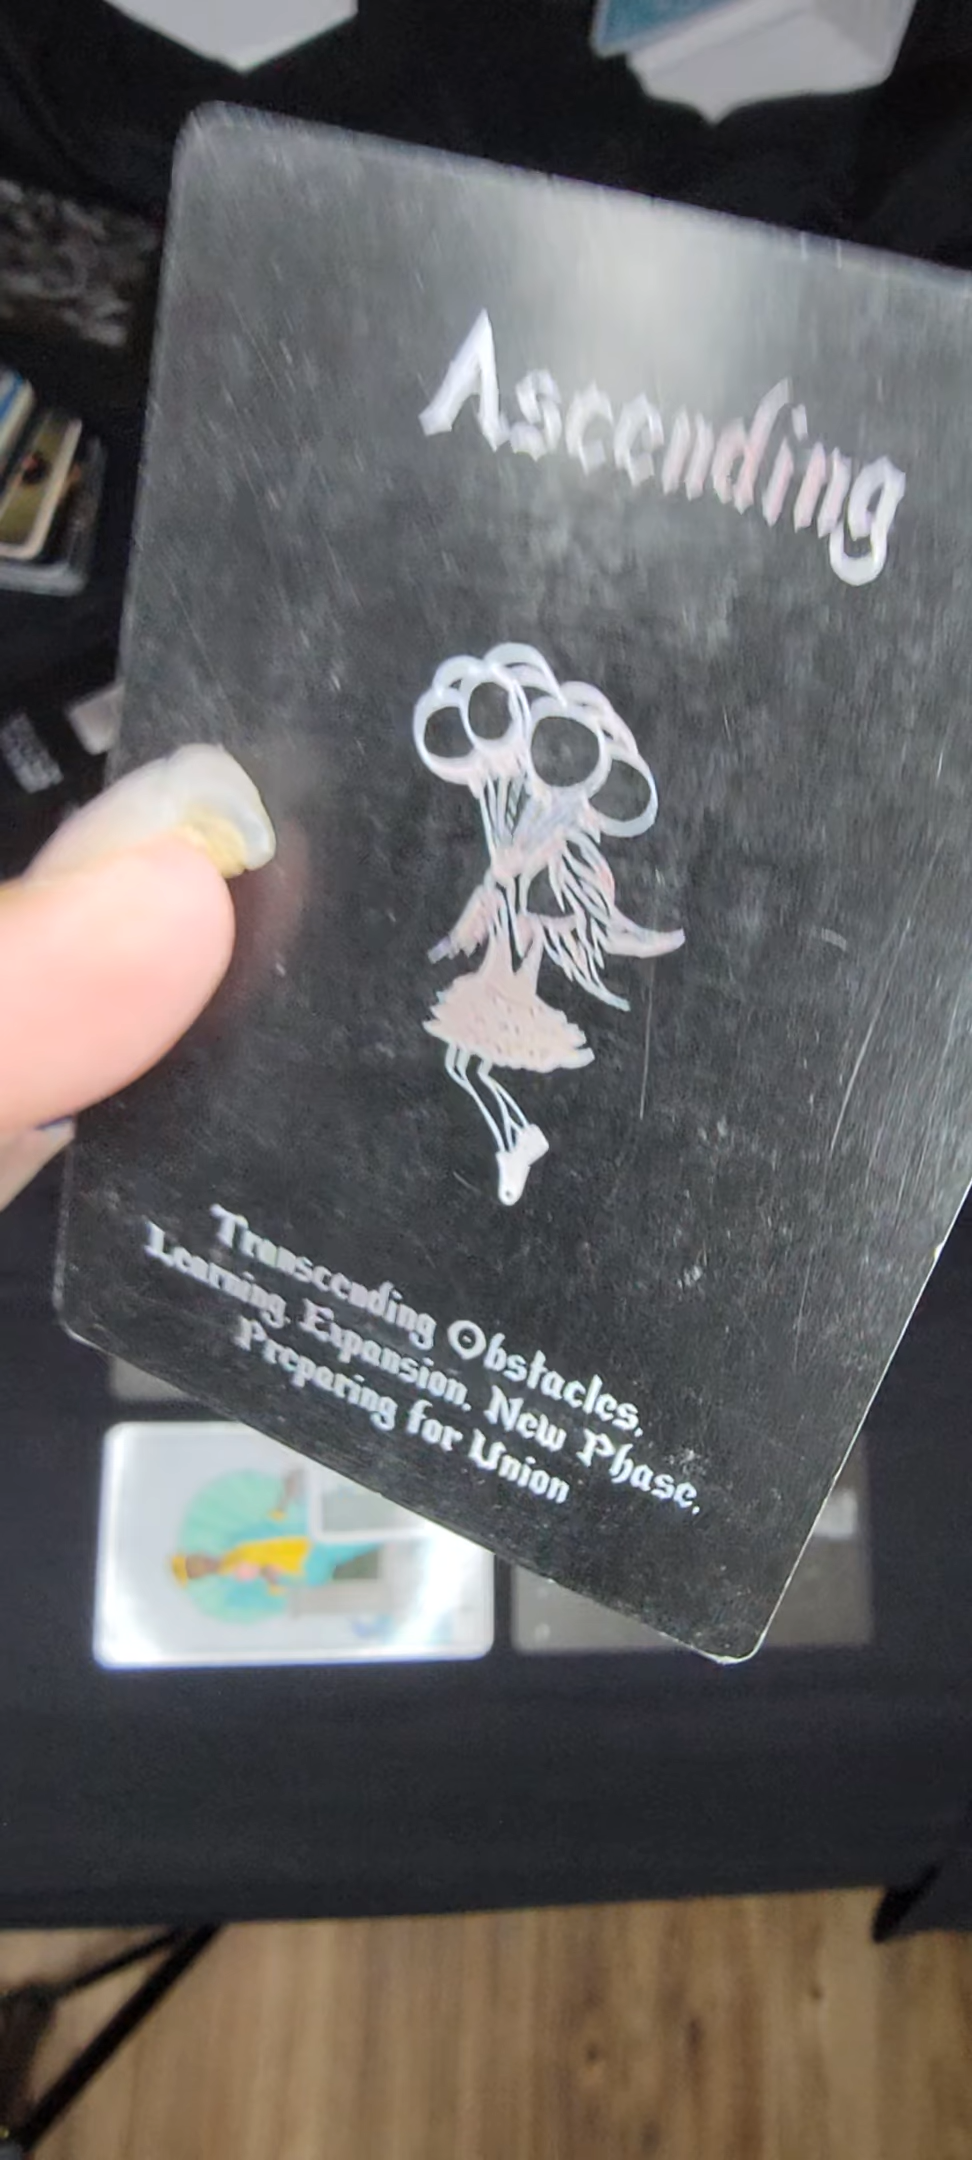 Ascending
Transcending Obstacles,
Learning, Expansion, New Phase,
Preparing for Union